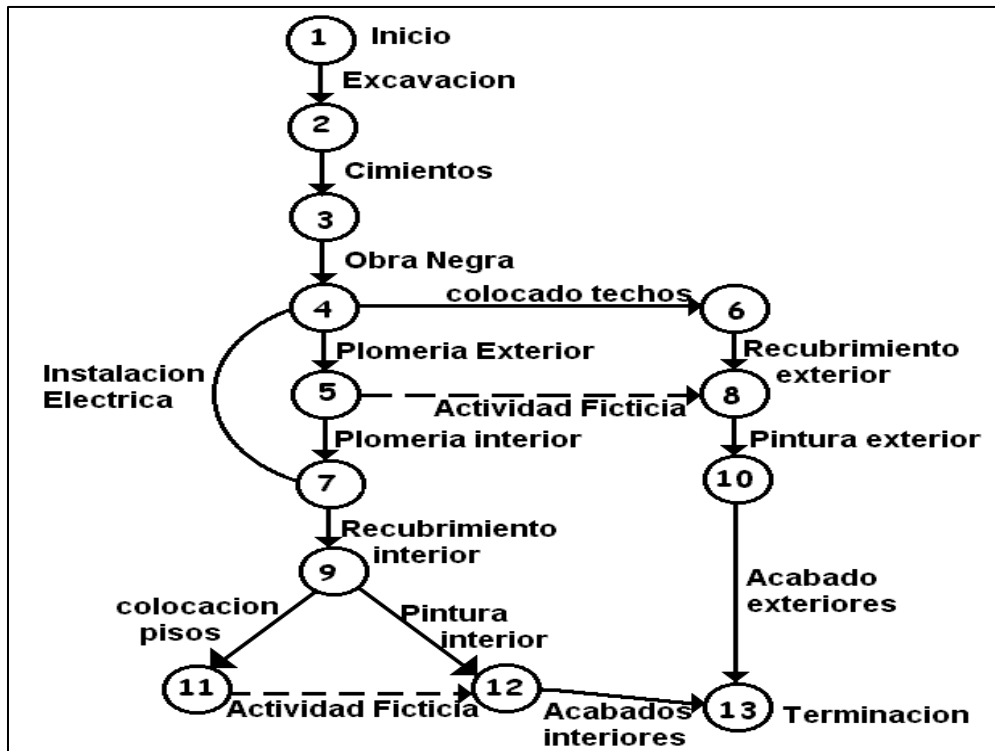 1 Inicio
Excavacion
2
Cimientos
3
Obra Negra
4
colocado techos
6
Plomeria Exterior
Recubrimiento
exterior
Instalacion
Electrica
5
Actividad Ficticia
8
Plomeria interior
Pintura exterior
7
10
Recubrimiento
interior
9
colocacion
pisos
Pintura
interior
Acabado
exteriores
11
Actividad Ficticia
12
Acabados
interiores
13 Terminacion